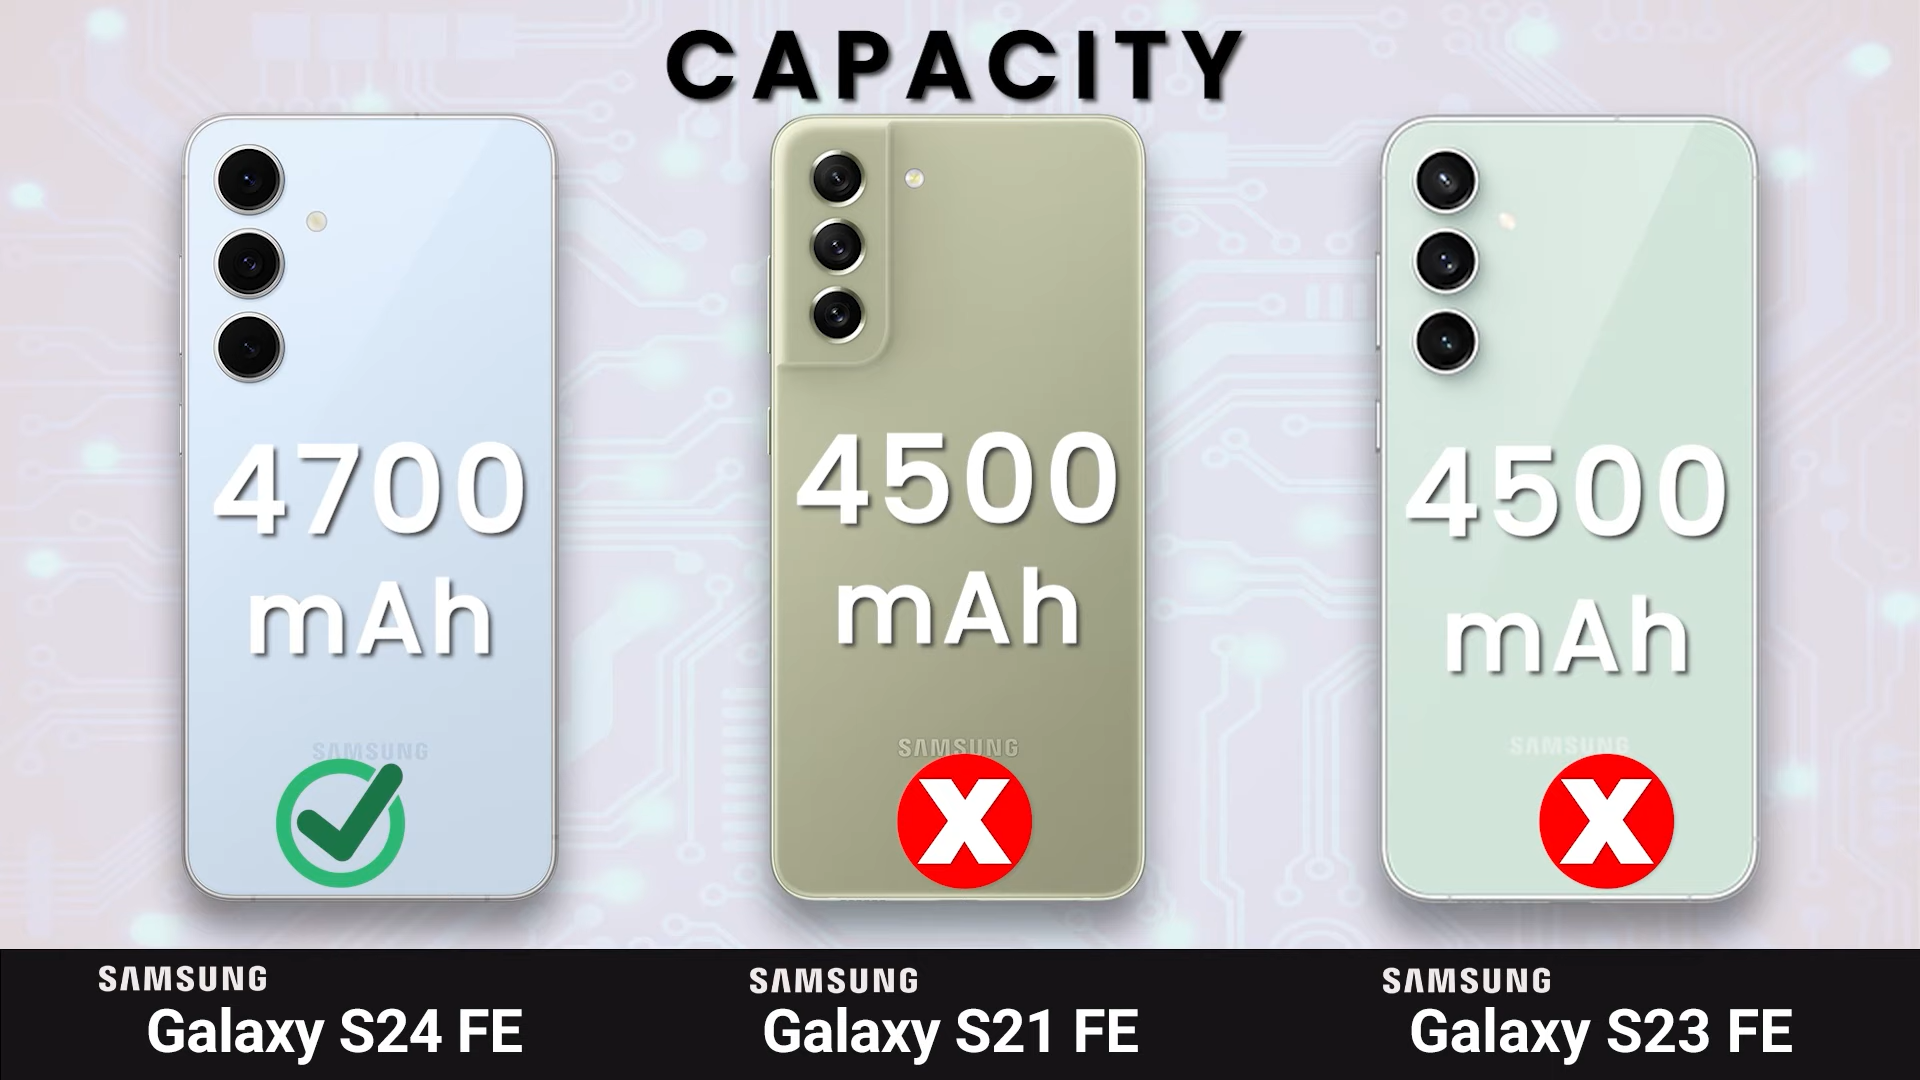 CAPACITY
4700
mAh
SAMSUNG
4500
mAh
SAMSUNG
4500
mAh
SAMSUNG
SAMSUNG
Galaxy S24 FE
SAMSUNG
Galaxy S21 FE
SAMSUNG
Galaxy S23 FE